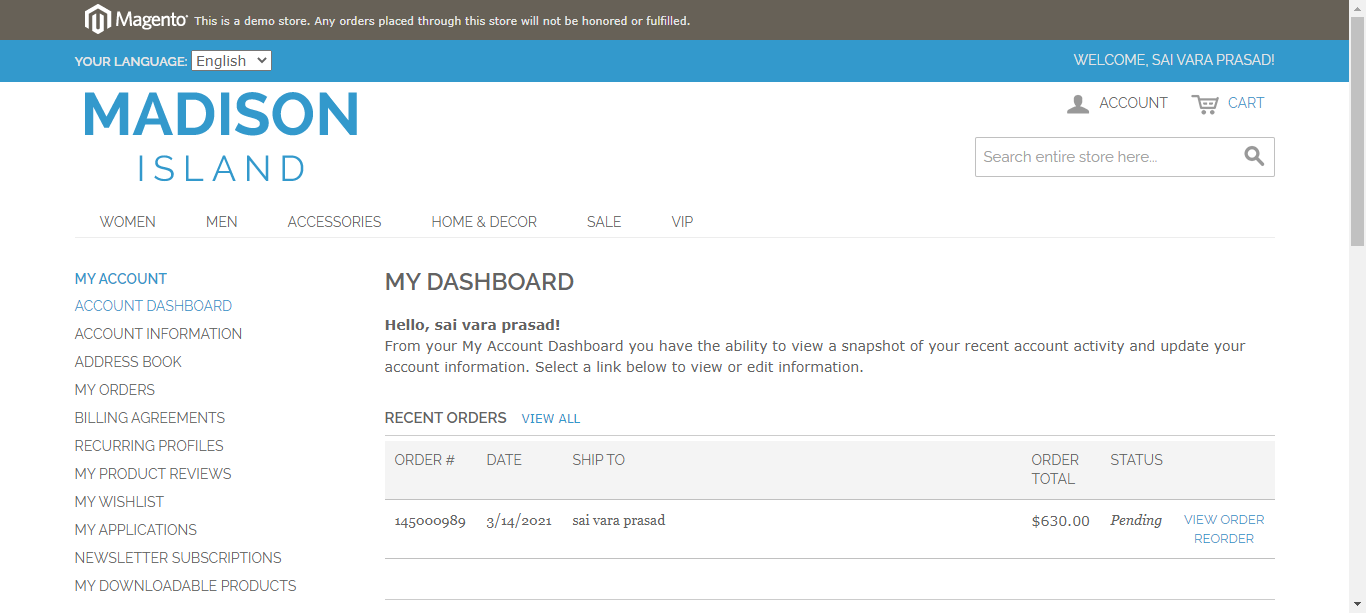 Magento This is a demo store. Any orders placed through this store will not be honored or fulfilled.
YOUR LANGUAGE: English
WELCOME, SAI VARA PRASAD!
MADISON
ISLAND
ACCOUNT CART
Search entire store here...
WOMEN MEN ACCESSORIES HOME & DECOR SALE VIP
MY ACCOUNT
ACCOUNT DASHBOARD
ACCOUNT INFORMATION
ADDRESS BOOK
MY ORDERS
BILLING AGREEMENTS
RECURRING PROFILES
MY PRODUCT REVIEWS
MY WISHLIST
MY APPLICATIONS
NEWSLETTER SUBSCRIPTIONS
MY DOWNLOADABLE PRODUCTS
MY DASHBOARD
Hello, sai vara prasad!
From your My Account Dashboard you have the ability to view a snapshot of your recent account activity and update your
account information. Select a link below to view or edit information.
RECENT ORDERS VIEW ALL
ORDER # DATE SHIP TO ORDER TOTAL STATUS
145000989 3/14/2021 sai vara prasad $630.00 Pending VIEW ORDER
REORDER